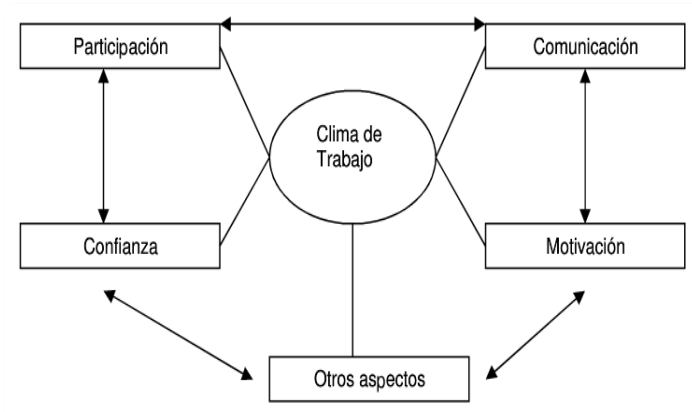 Participación
Comunicación
Clima de
Trabajo
Confianza
Motivación
Otros aspectos